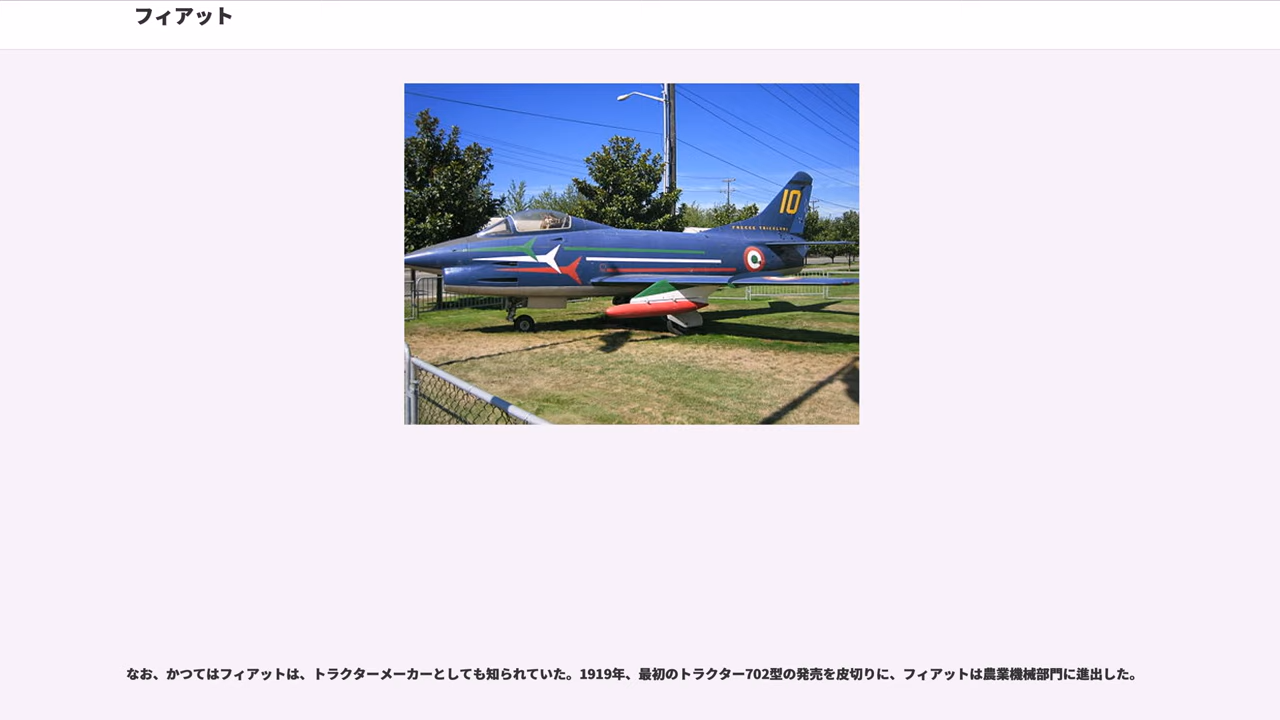 フィアット
10
FRECCE TRICOLORI
なお、かつてはフィアットは、トラクターメーカーとしても知られていた。1919年、最初のトラクター702型の発売を皮切りに、フィアットは農業機械部門に進出した。